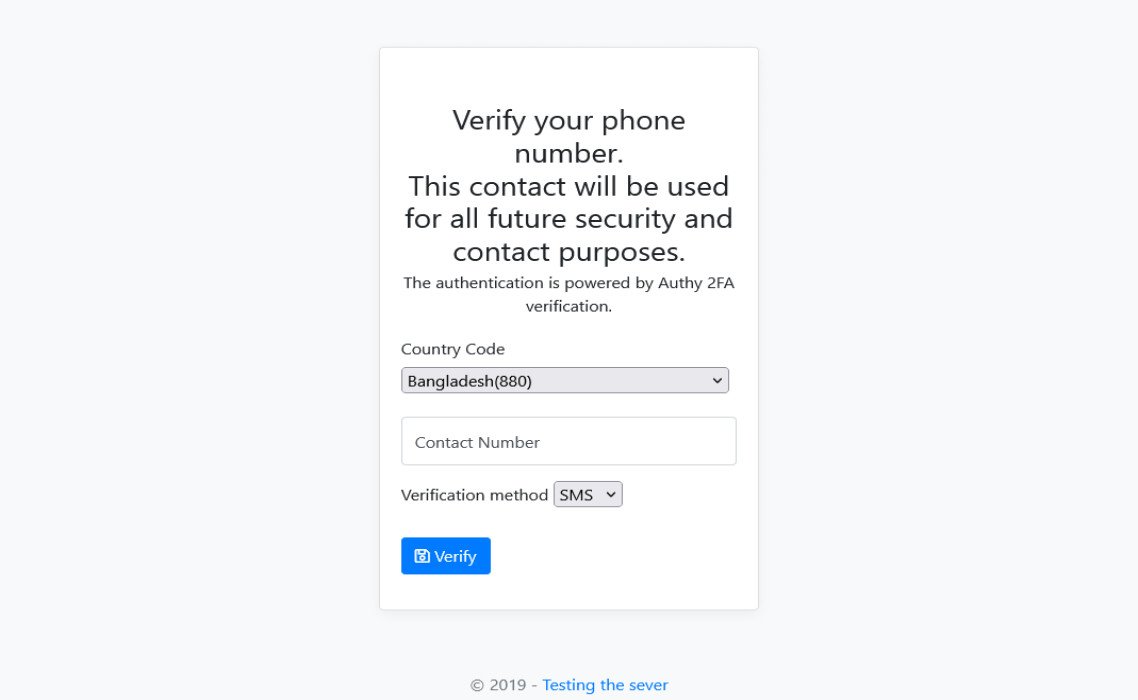 Verify your phone
number.
This contact will be used
for all future security and
contact purposes.
The authentication is powered by Authy 2FA
verification.
Country Code
Bangladesh(880)
Contact Number
Verification method SMS
Verify
© 2019 - Testing the sever